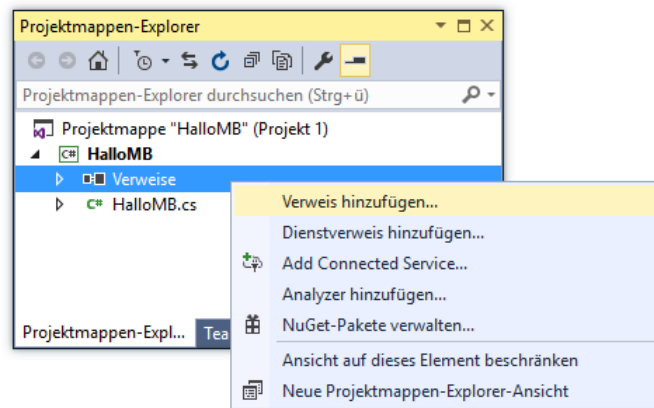 Projektmappen-Explorer
Projektmappen-Explorer durchsuchen (Strg+ü)
Projektmappe "HalloMB" (Projekt 1)
C# HalloMB
Verweise
C# HalloMB.cs
Verweis hinzufügen...
Dienstverweis hinzufügen...
Add Connected Service...
Analyzer hinzufügen...
NuGet-Pakete verwalten...
Ansicht auf dieses Element beschränken
Neue Projektmappen-Explorer-Ansicht
Projektmappen-Expl... Tea